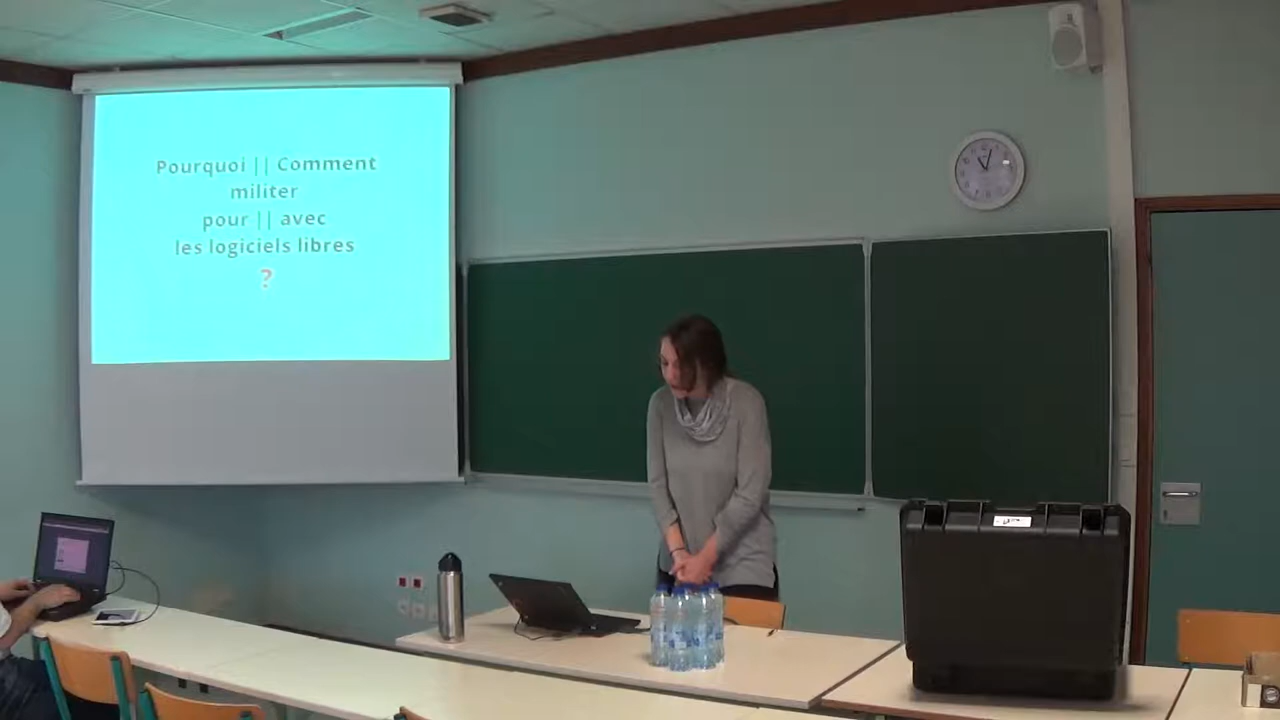 Pourquoi || Comment
militer
pour || avec
les logiciels libres
?